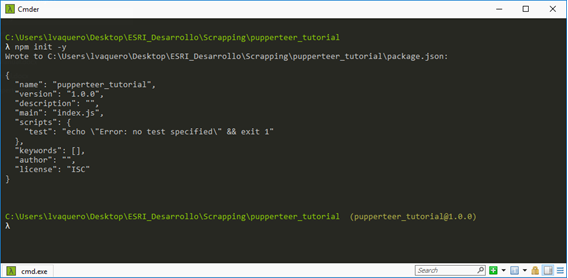 Cmder
C:\Users\lvaquero\Desktop\ESRI_Desarrollo\Scrapping\pupperteer_tutorial
λ npm init -y
Wrote to C:\Users\lvaquero\Desktop\ESRI_Desarrollo\Scrapping\pupperteer_tutorial\package.json:
{
"name": "pupperteer_tutorial",
"version": "1.0.0",
"description": "",
"main": "index.js",
"scripts": {
"test": "echo \"Error: no test specified\" && exit 1"
},
"keywords": [],
"author": "",
"license": "ISC"
}
C:\Users\lvaquero\Desktop\ESRI_Desarrollo\Scrapping\pupperteer_tutorial (pupperteer_tutorial@1.0.0)
λ
cmd.exe
Search